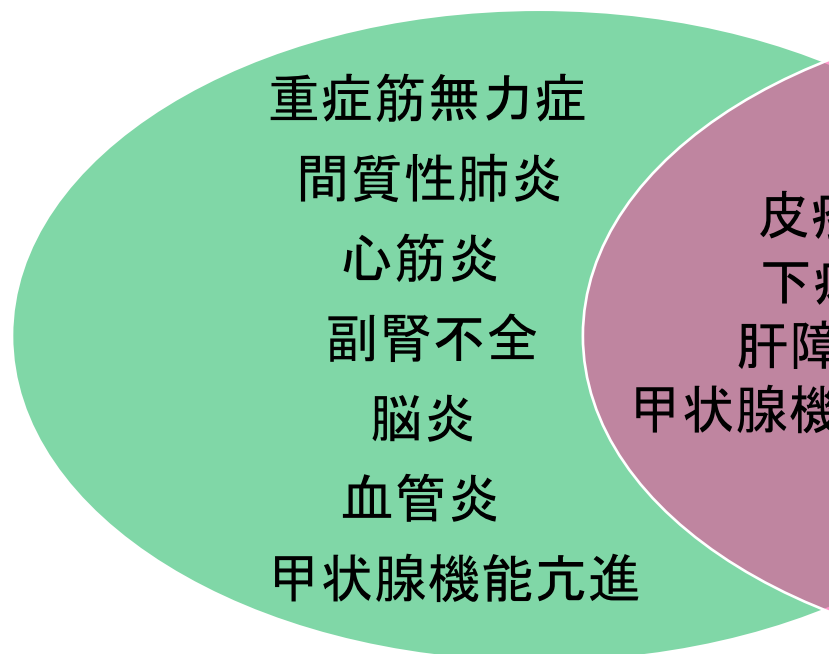 重症筋無力症
間質性肺炎
心筋炎
副腎不全
脳炎
血管炎
甲状腺機能亢進
皮
下
肝障
甲状腺機